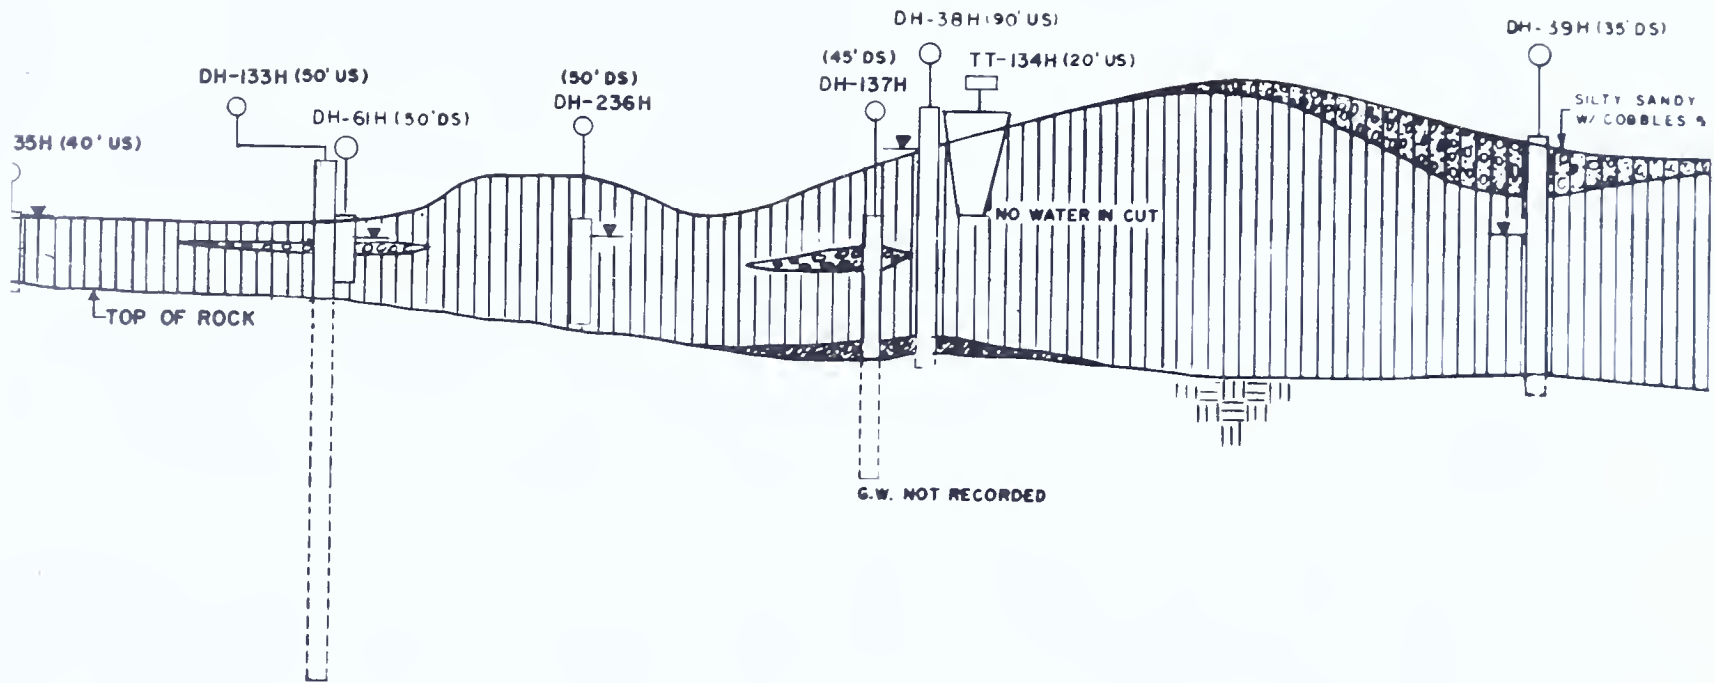 DH-38H (90' US)
DH-39H (35' DS)
(45' DS)
TT-134H (20' US)
DH-133H (50' US)
(50' DS)
DH-137H
DH-236H
SILTY SANDY
W/ COBBLES &
DH-61H (50' DS)
35H (40' US)
NO WATER IN CUT
TOP OF ROCK
G.W. NOT RECORDED